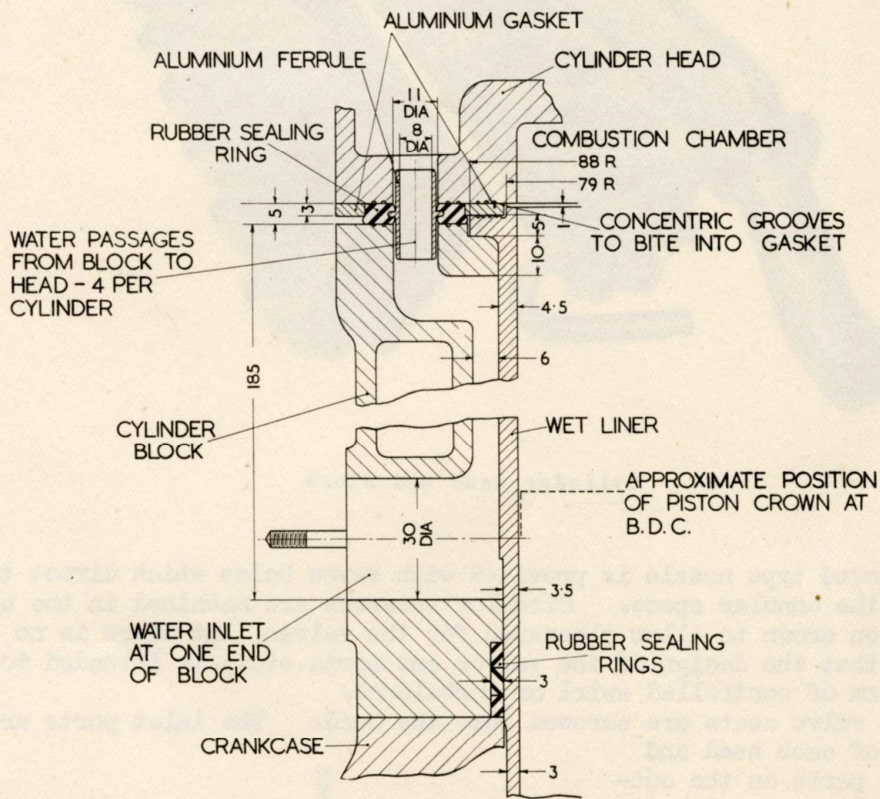 ALUMINIUM GASKET
ALUMINIUM FERRULE
CYLINDER HEAD
11
DIA
8
DIA
RUBBER SEALING
RING
COMBUSTION CHAMBER
88 R
79 R
5
3
1
10·5
CONCENTRIC GROOVES
TO BITE INTO GASKET
WATER PASSAGES
FROM BLOCK TO
HEAD - 4 PER
CYLINDER
4·5
6
185
CYLINDER
BLOCK
WET LINER
APPROXIMATE POSITION
OF PISTON CROWN AT
B.D.C.
30
DIA
3·5
WATER INLET
AT ONE END
OF BLOCK
RUBBER SEALING
RINGS
3
CRANKCASE
3